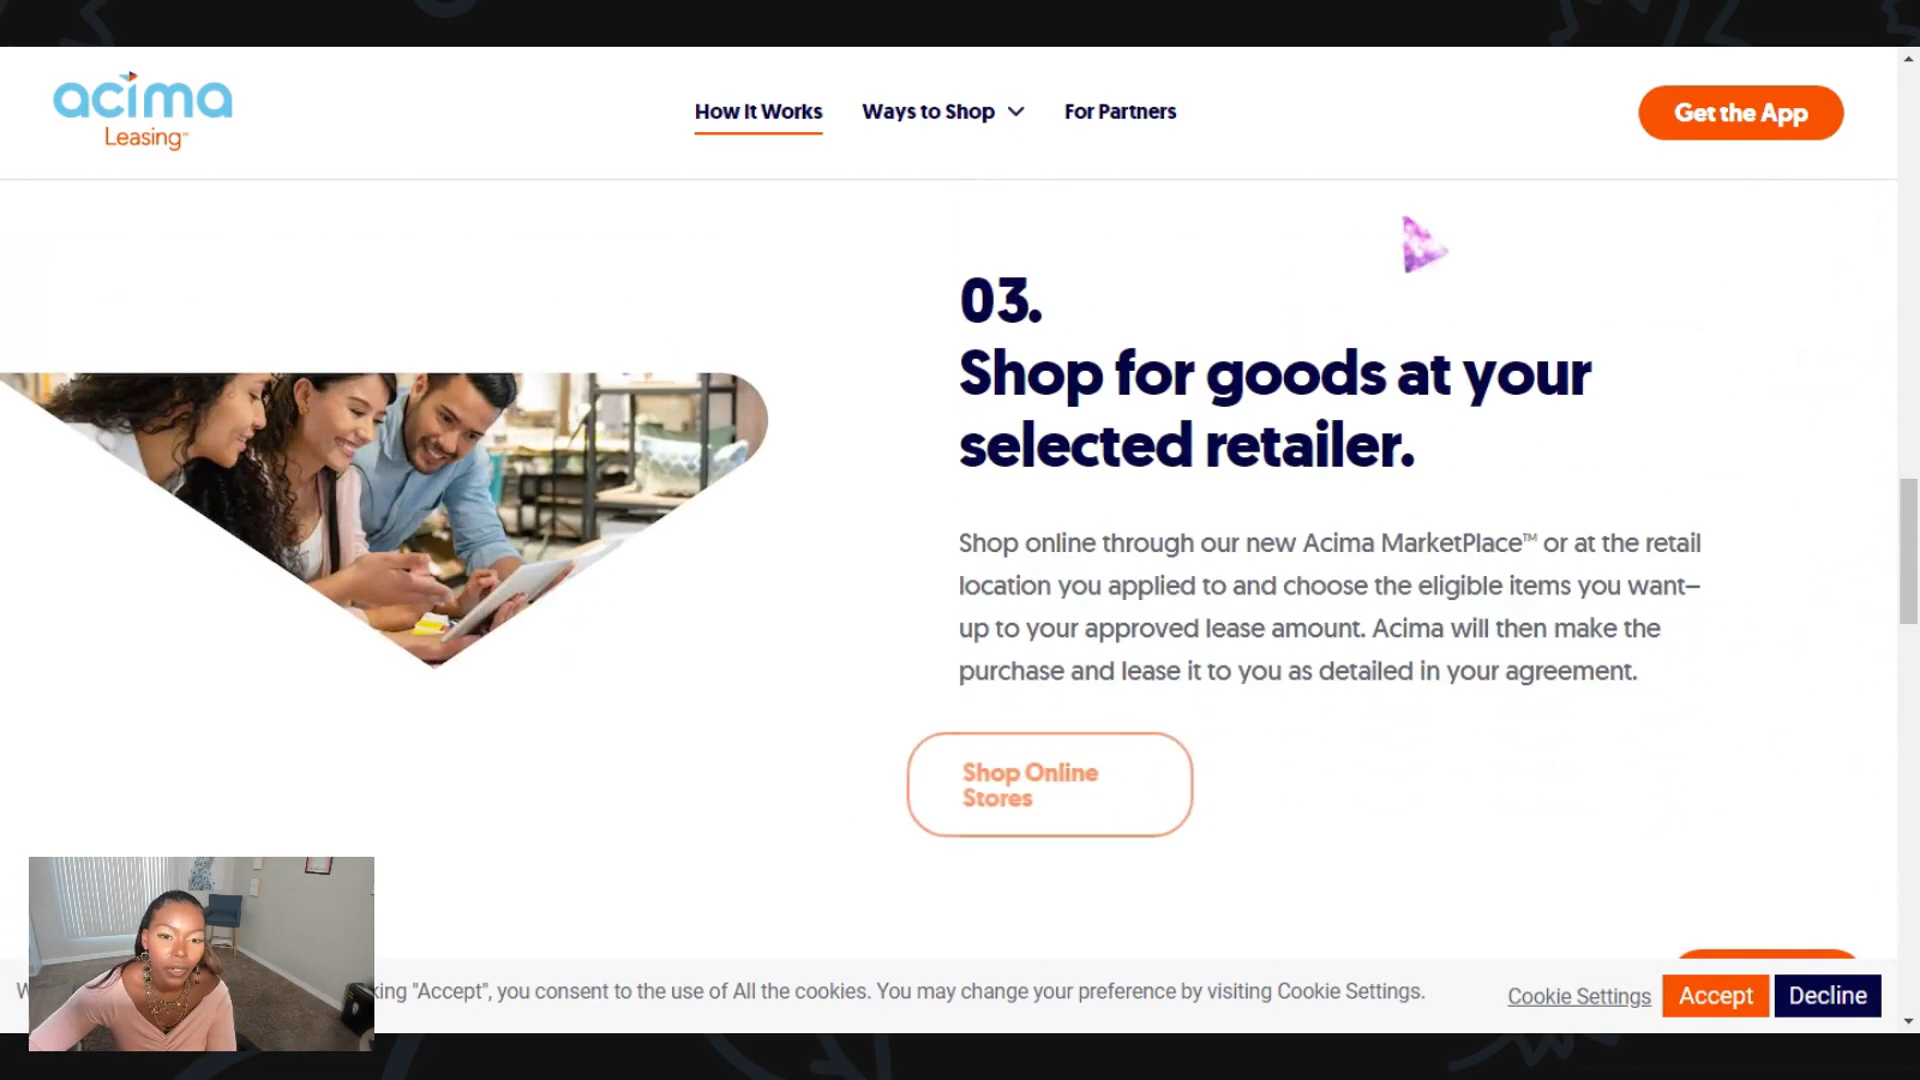 acima
Leasing™
How It Works
Ways to Shop
For Partners
Get the App
03.
Shop for goods at your
selected retailer.
Shop online through our new Acima MarketPlace™ or at the retail
location you applied to and choose the eligible items you want–
up to your approved lease amount. Acima will then make the
purchase and lease it to you as detailed in your agreement.
Shop Online
Stores
"Accept", you consent to the use of All the cookies. You may change your preference by visiting Cookie Settings.
Cookie Settings
Accept
Decline